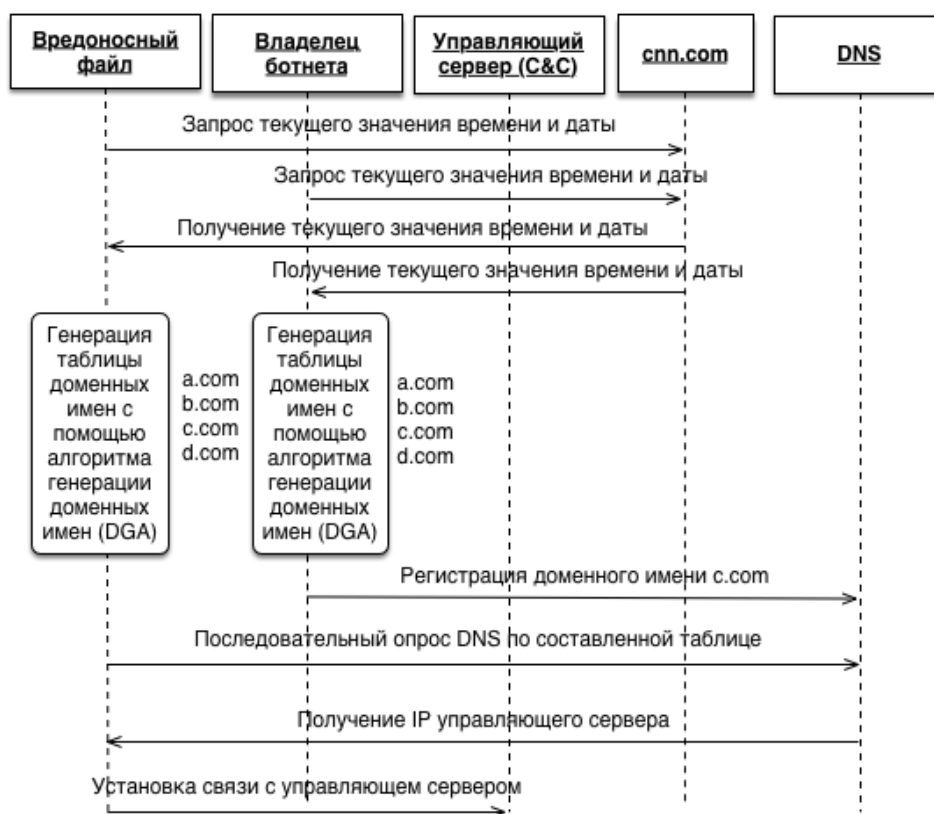 Вредоносный
файл
Владелец
ботнета
Управляющий
сервер (C&C)
cnn.com
DNS
Запрос текущего значения времени и даты
Запрос текущего значения времени и даты
Получение текущего значения времени и даты
Получение текущего значения времени и даты
Генерация
таблицы
доменных
имен с
помощью
алгоритма
генерации
доменных
имен (DGA)
a.com
b.com
c.com
d.com
Генерация
таблицы
доменных
имен с
помощью
алгоритма
генерации
доменных
имен (DGA)
a.com
b.com
c.com
d.com
Регистрация доменного имени c.com
Последовательный опрос DNS по составленной таблице
Получение IP управляющего сервера
Установка связи с управляющем сервером